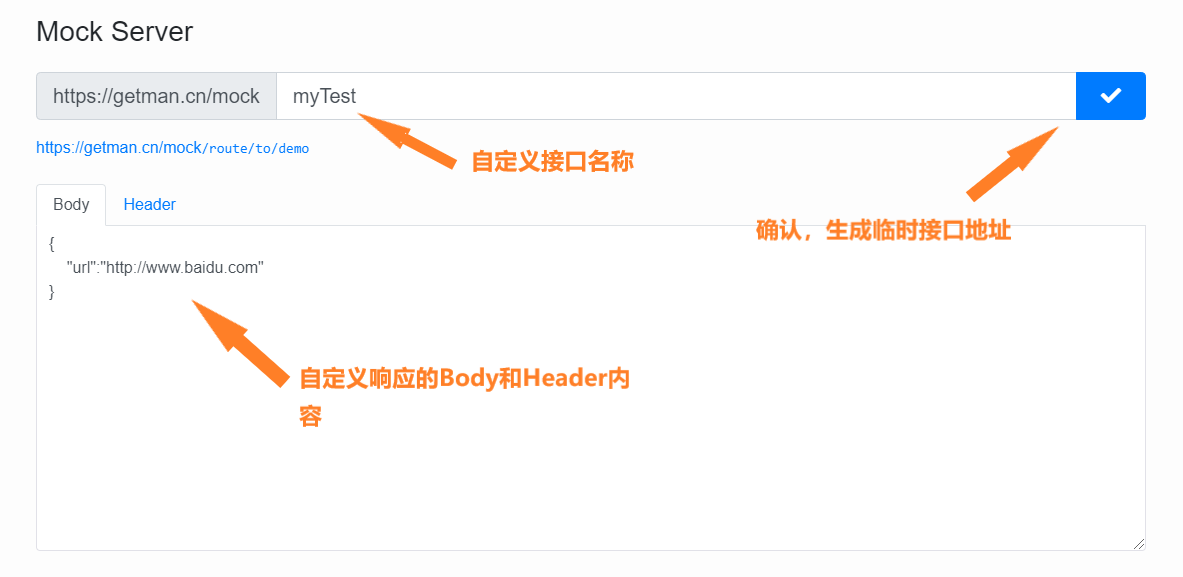 Mock Server
https://getman.cn/mock myTest
https://getman.cn/mock/route/to/demo
自定义接口名称
Body Header
确认，生成临时接口地址
{
"url":"http://www.baidu.com"
}
自定义响应的Body和Header内
容